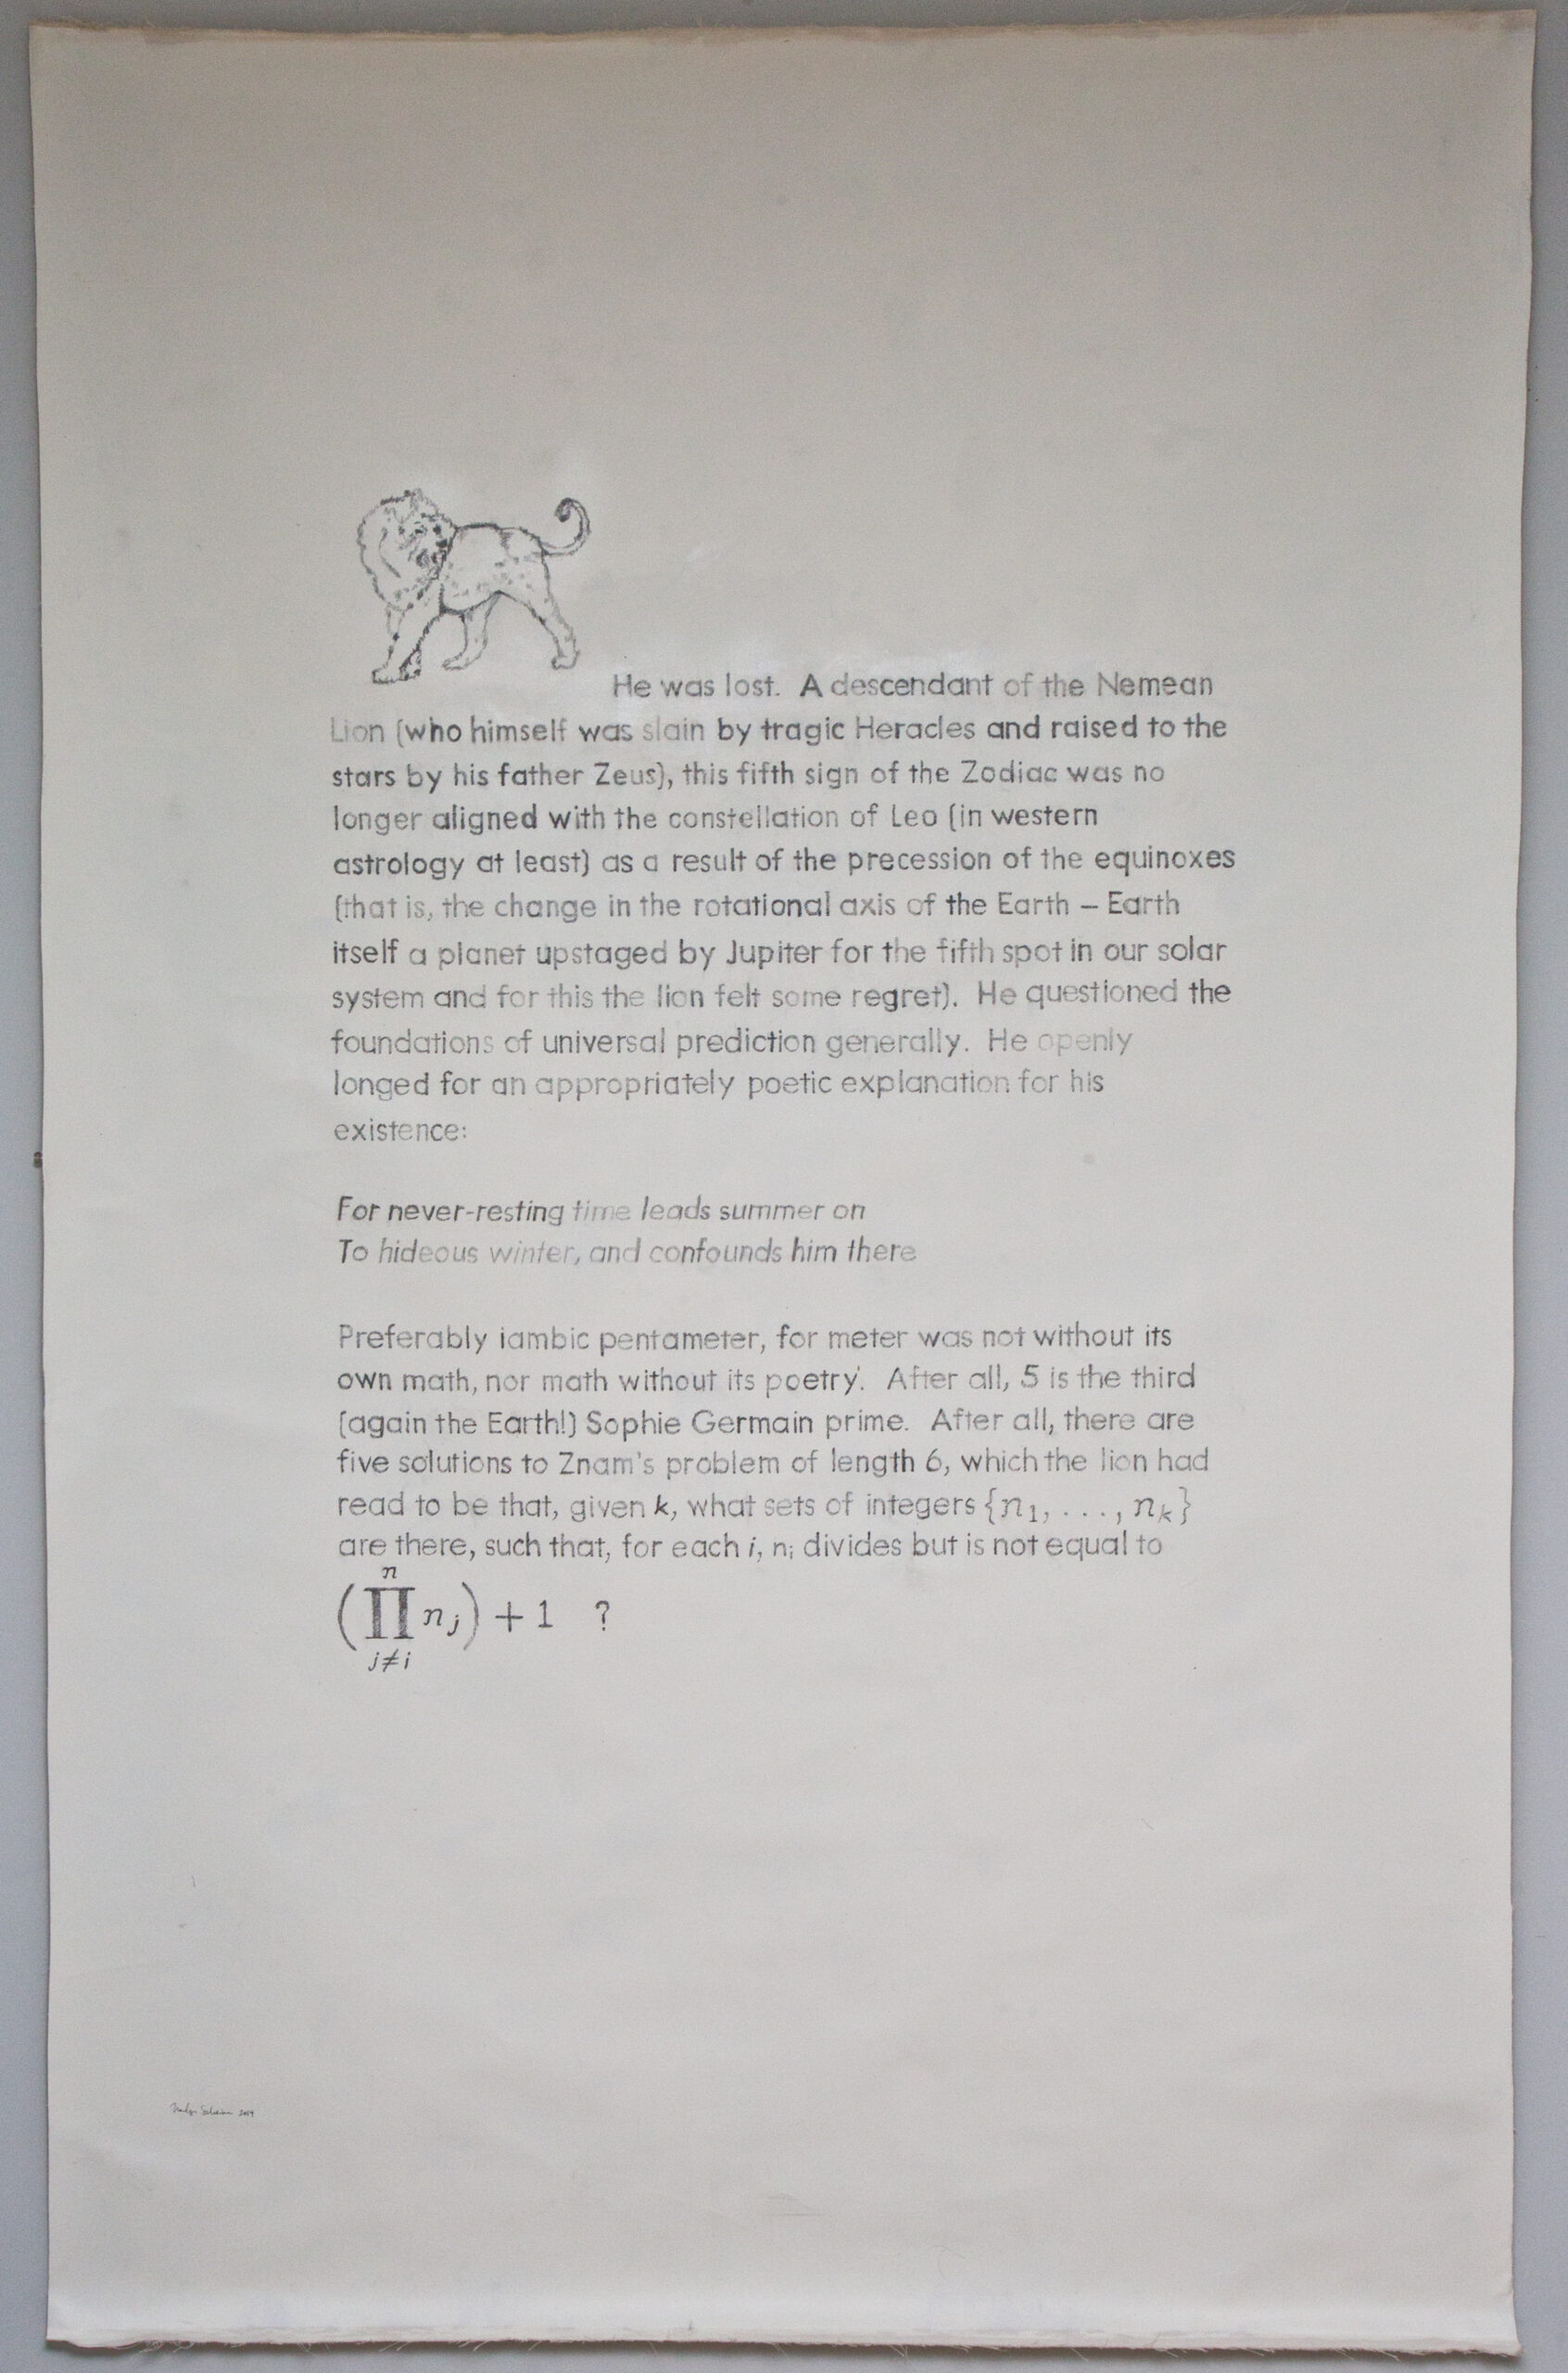 He was lost. A descendant of the Nemean
Lion (who himself was slain by tragic Heracles and raised to the
stars by his father Zeus), this fifth sign of the Zodiac was no
longer aligned with the constellation of Leo (in western
astrology at least) as a result of the precession of the equinoxes
(that is, the change in the rotational axis of the Earth – Earth
itself a planet upstaged by Jupiter for the fifth spot in our solar
system and for this the lion felt some regret). He questioned the
foundations of universal prediction generally. He openly
longed for an appropriately poetic explanation for his
existence:
For never-resting time leads summer on
To hideous winter, and confounds him there
Preferably iambic pentameter, for meter was not without its
own math, nor math without its poetry. After all, 5 is the third
(again the Earth!) Sophie Germain prime. After all, there are
five solutions to Znam's problem of length 6, which the lion had
read to be that, given k, what sets of integers {n₁, . . . , nₖ}
are there, such that, for each i, nᵢ divides but is not equal to
n
(∏ nⱼ) + 1 ?
j≠i
2014